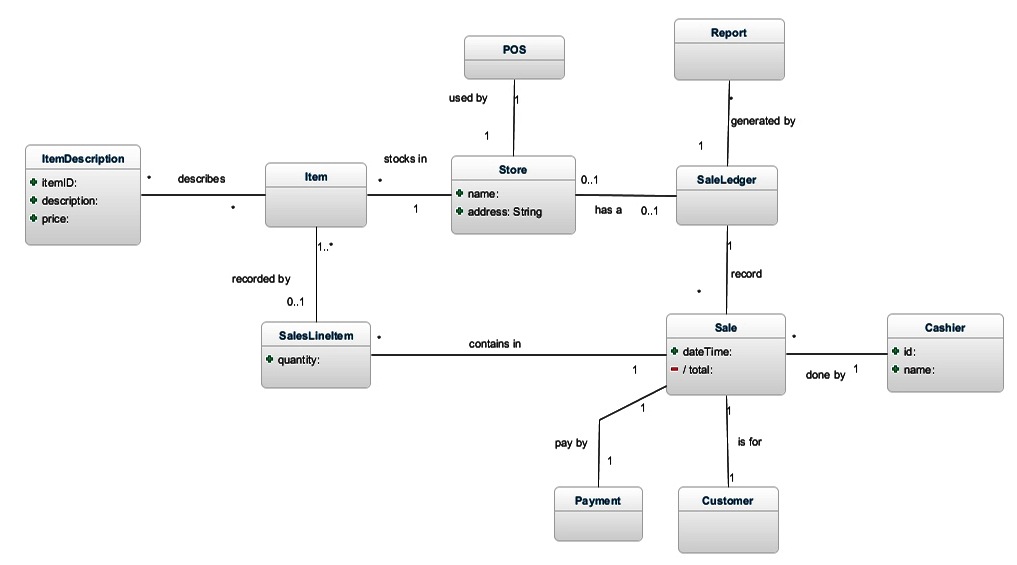 Report
*
generated by
1
POS
used by
1
1
ItemDescription
itemID:
description:
price:
*
describes
*
Item
stocks in
*
1
Store
name:
address: String
0..1
has a
0..1
SaleLedger
1..*
recorded by
0..1
1
record
*
SalesLineItem
quantity:
*
contains in
1
Sale
dateTime:
/ total:
*
done by
1
Cashier
id:
name:
1
pay by
1
1
is for
1
Payment
Customer